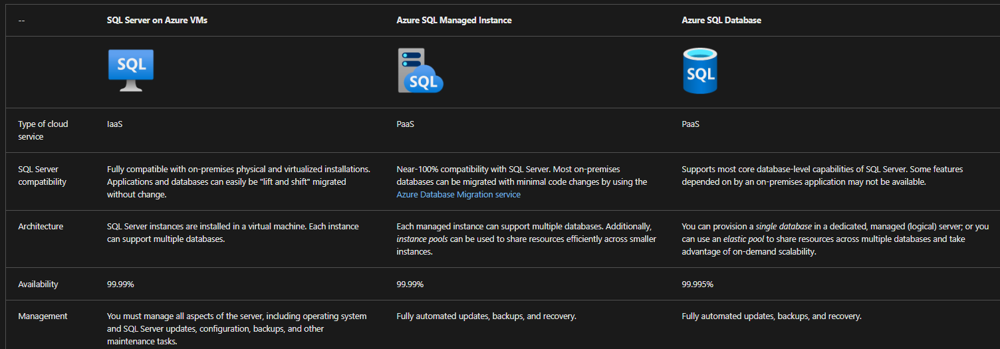 --
SQL Server on Azure VMs
Azure SQL Managed Instance
Azure SQL Database
SQL
SQL
SQL
Type of cloud
service
IaaS
PaaS
PaaS
SQL Server
compatibility
Fully compatible with on-premises physical and virtualized installations.
Applications and databases can easily be "lift and shift" migrated
without change.
Near-100% compatibility with SQL Server. Most on-premises
databases can be migrated with minimal code changes by using the
Azure Database Migration service
Supports most core database-level capabilities of SQL Server. Some features
depended on by an on-premises application may not be available.
Architecture
SQL Server instances are installed in a virtual machine. Each instance
can support multiple databases.
Each managed instance can support multiple databases. Additionally,
instance pools can be used to share resources efficiently across smaller
instances.
You can provision a single database in a dedicated, managed (logical) server; or you
can use an elastic pool to share resources across multiple databases and take
advantage of on-demand scalability.
Availability
99.99%
99.99%
99.995%
Management
You must manage all aspects of the server, including operating system
and SQL Server updates, configuration, backups, and other
maintenance tasks.
Fully automated updates, backups, and recovery.
Fully automated updates, backups, and recovery.